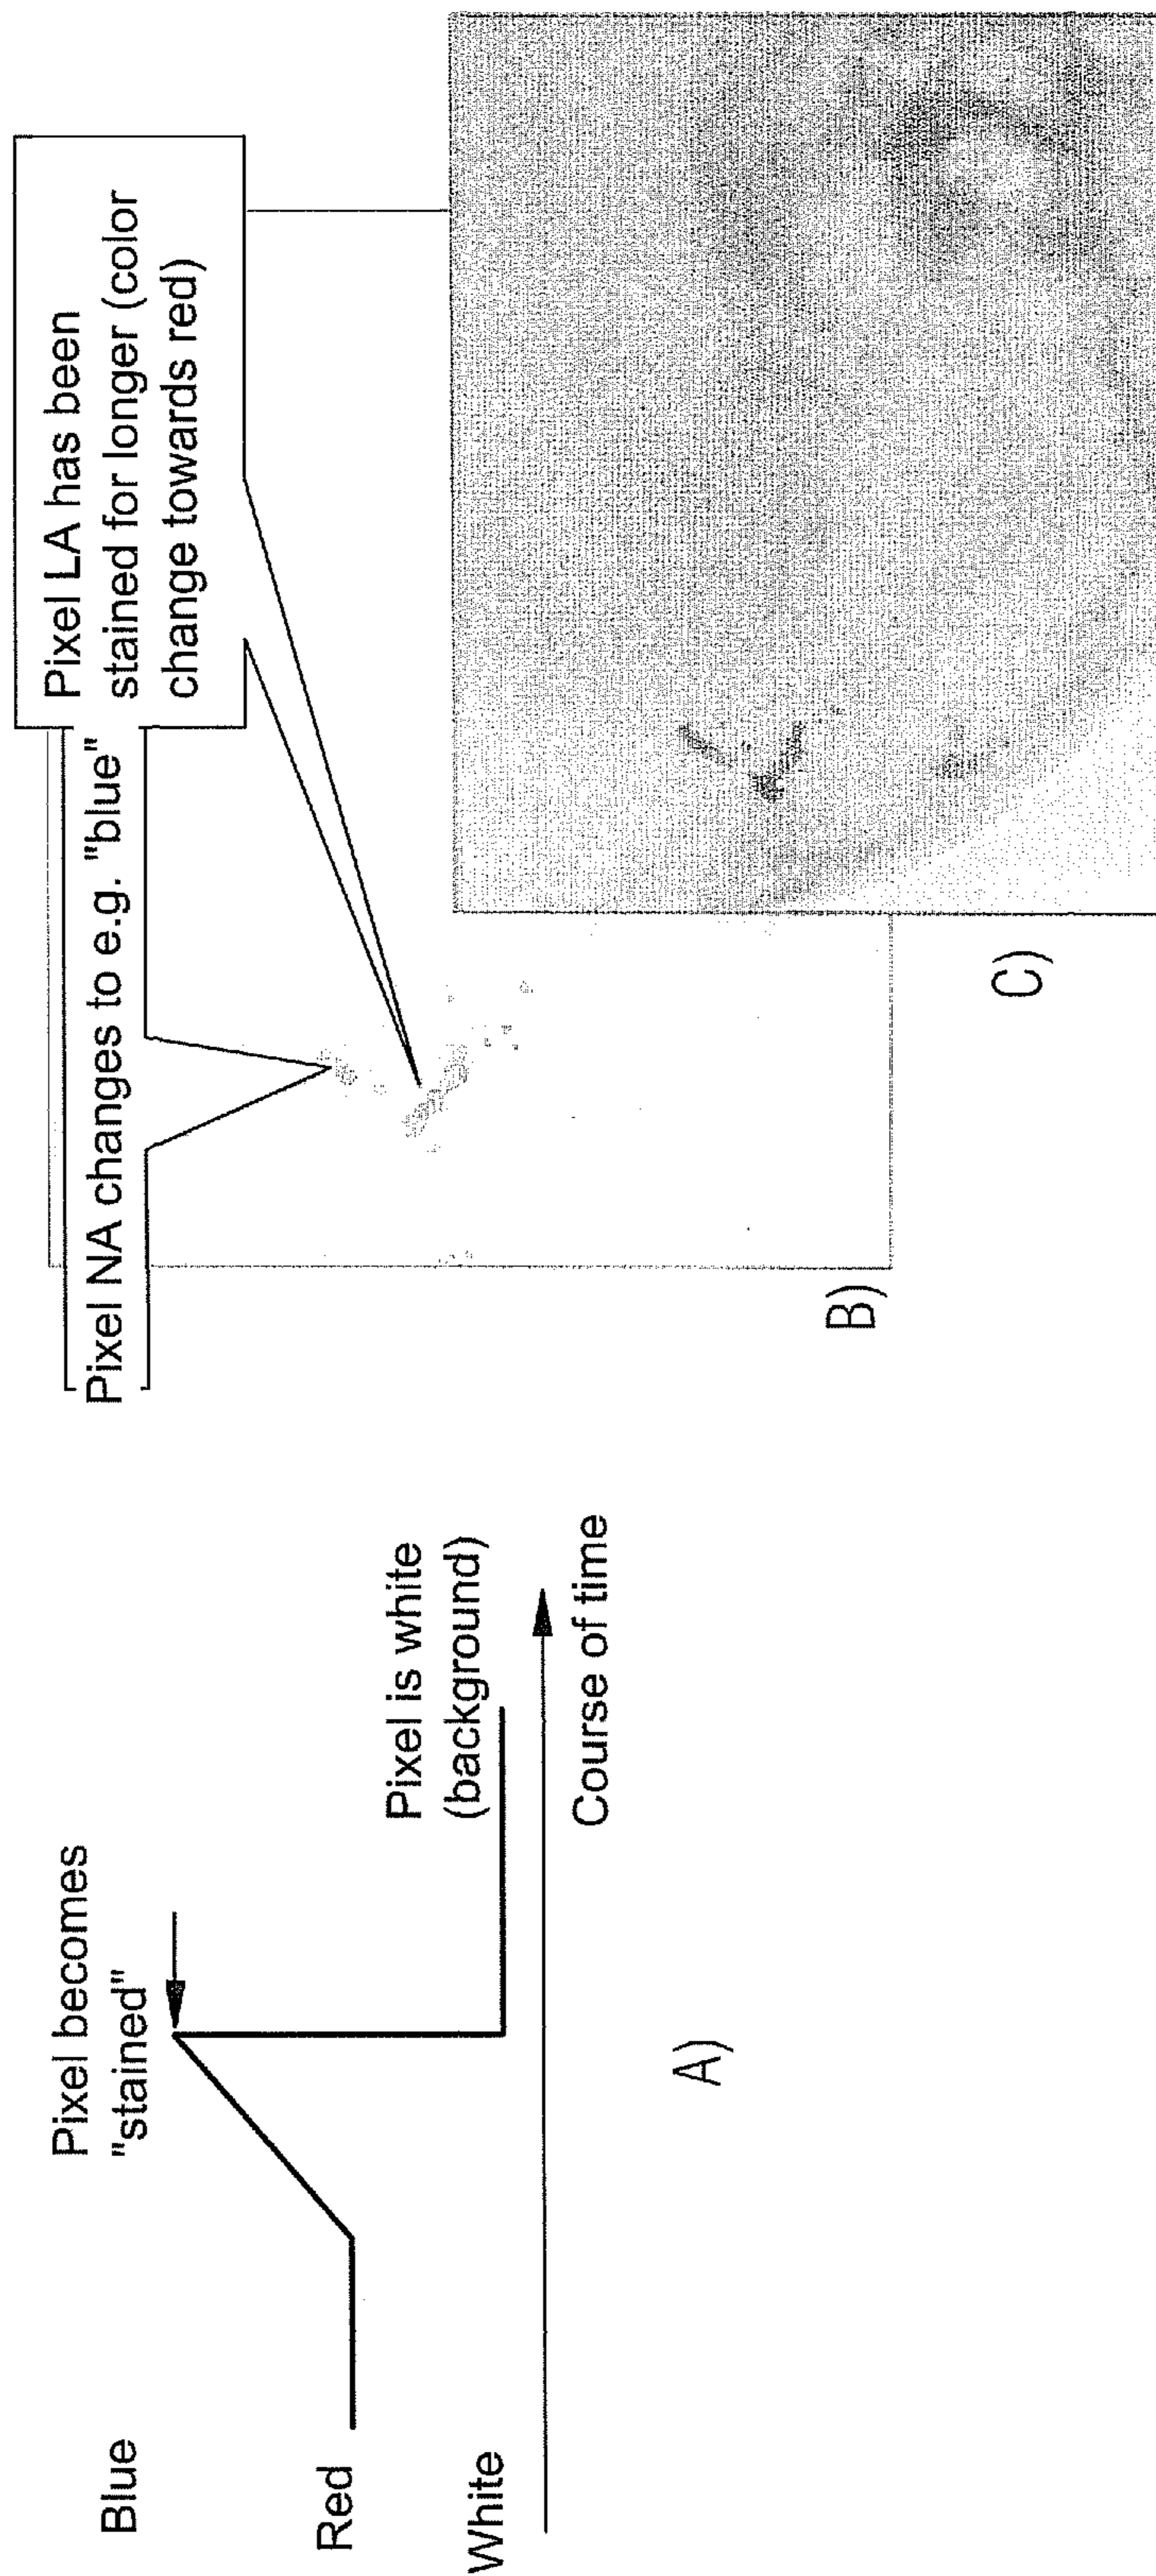 Blue
Red
White
Pixel becomes
"stained"
Pixel is white
(background)
Course of time
A)
Pixel NA changes to e.g. "blue"
Pixel LA has been
stained for longer (color
change towards red)
B)
C)